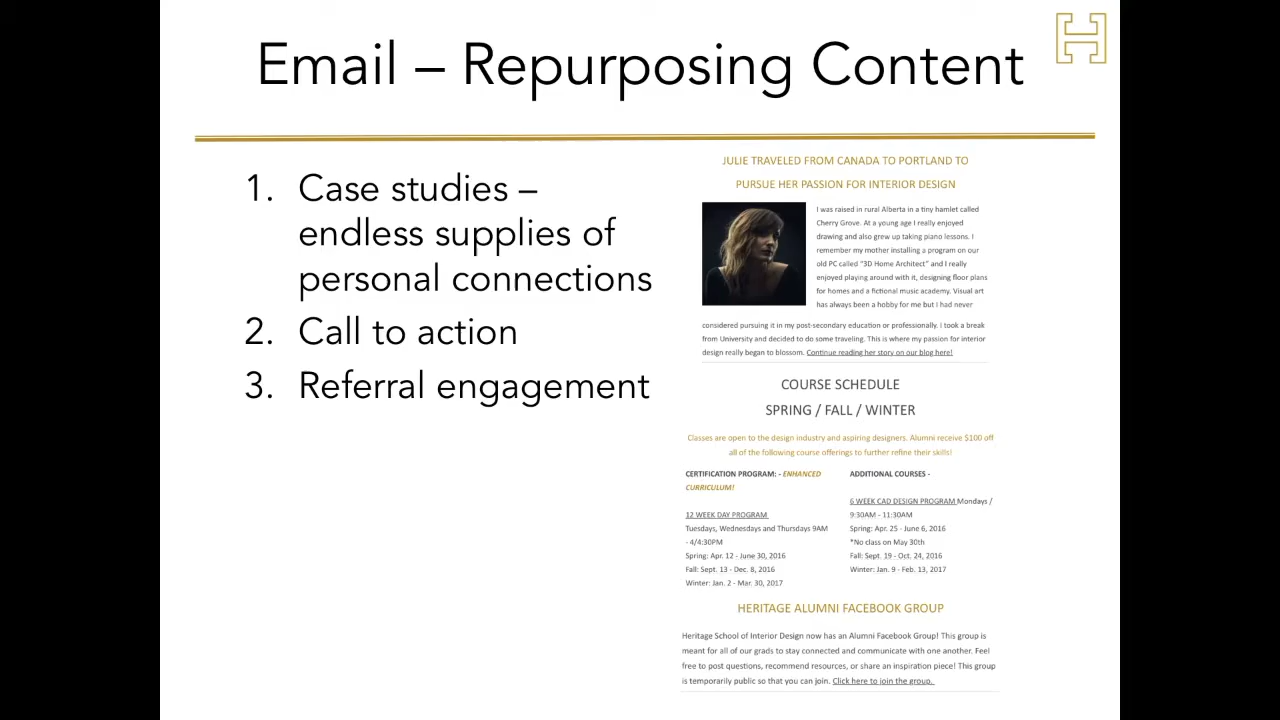 Email – Repurposing Content
H
1. Case studies –
endless supplies of
personal connections
2. Call to action
3. Referral engagement
JULIE TRAVELED FROM CANADA TO PORTLAND TO
PURSUE HER PASSION FOR INTERIOR DESIGN
I was raised in rural Alberta in a tiny hamlet called
Cherry Grove. At a young age I really enjoyed
drawing and also grew up taking piano lessons. I
remember my mother installing a program on our
old PC called “3D Home Architect” and I really
enjoyed playing around with it, designing floor plans
for homes and a fictional music academy. Visual art
has always been a hobby for me but I had never
considered pursuing it in my post-secondary education or professionally. I took a break
from University and decided to do some traveling. This is where my passion for interior
design really began to blossom. Continue reading her story on our blog here!
COURSE SCHEDULE
SPRING / FALL / WINTER
Classes are open to the design industry and aspiring designers. Alumni receive $100 off
all of the following course offerings to further refine their skills!
CERTIFICATION PROGRAM: - ENHANCED
CURRICULUM!
12 WEEK DAY PROGRAM
Tuesdays, Wednesdays and Thursdays 9AM
- 4/4:30PM
Spring: Apr. 12 - June 30, 2016
Fall: Sept. 13 - Dec. 8, 2016
Winter: Jan. 2 - Mar. 30, 2017
ADDITIONAL COURSES -
6 WEEK CAD DESIGN PROGRAM Mondays /
9:30AM - 11:30AM
Spring: Apr. 25 - June 6, 2016
*No class on May 30th
Fall: Sept. 19 - Oct. 24, 2016
Winter: Jan. 9 - Feb. 13, 2017
HERITAGE ALUMNI FACEBOOK GROUP
Heritage School of Interior Design now has an Alumni Facebook Group! This group is
meant for all of our grads to stay connected and communicate with one another. Feel
free to post questions, recommend resources, or share an inspiration piece! This group
is temporarily public so that you can join. Click here to join the group.